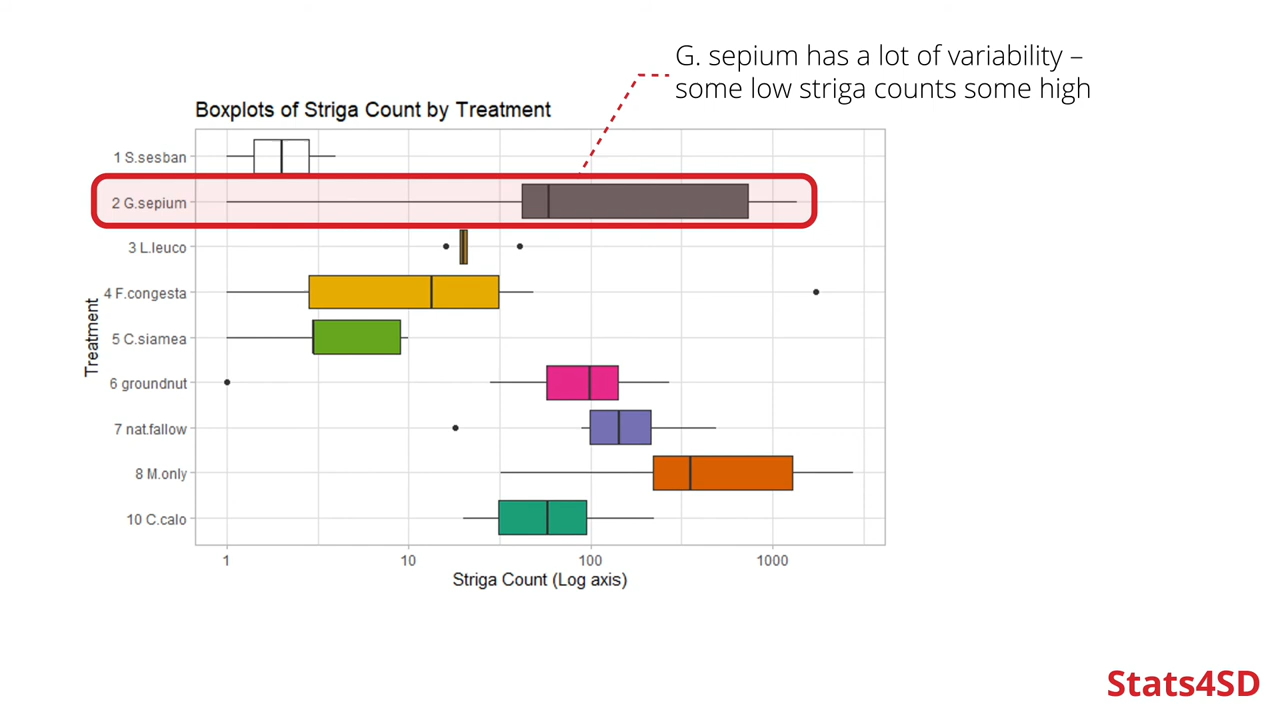 G. sepium has a lot of variability –
some low striga counts some high
Boxplots of Striga Count by Treatment
1 S.sesban
2 G.sepium
3 L.leuco
4 F.congesta
5 C.siamea
6 groundnut
7 nat.fallow
8 M.only
10 C.calo
Treatment
1 10 100 1000
Striga Count (Log axis)
Stats4SD